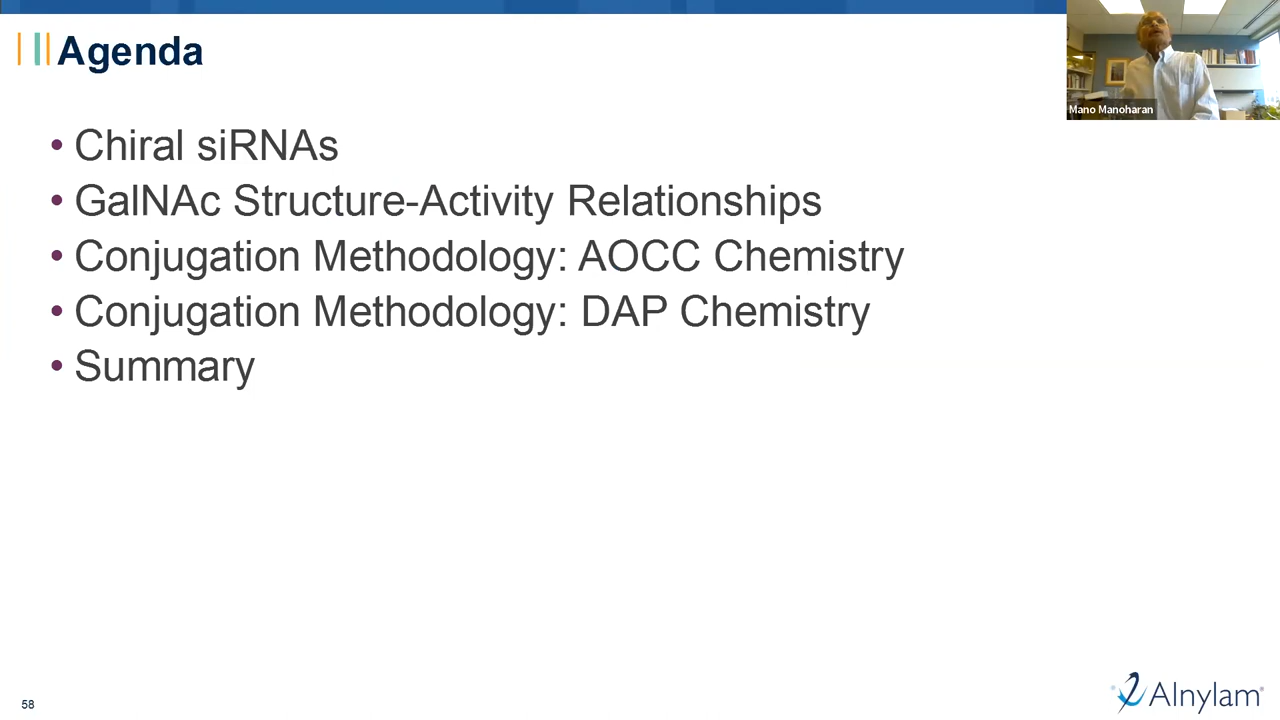 Agenda
Mano Manoharan
• Chiral siRNAs
• GalNAc Structure-Activity Relationships
• Conjugation Methodology: AOCC Chemistry
• Conjugation Methodology: DAP Chemistry
• Summary
58
Alnylam